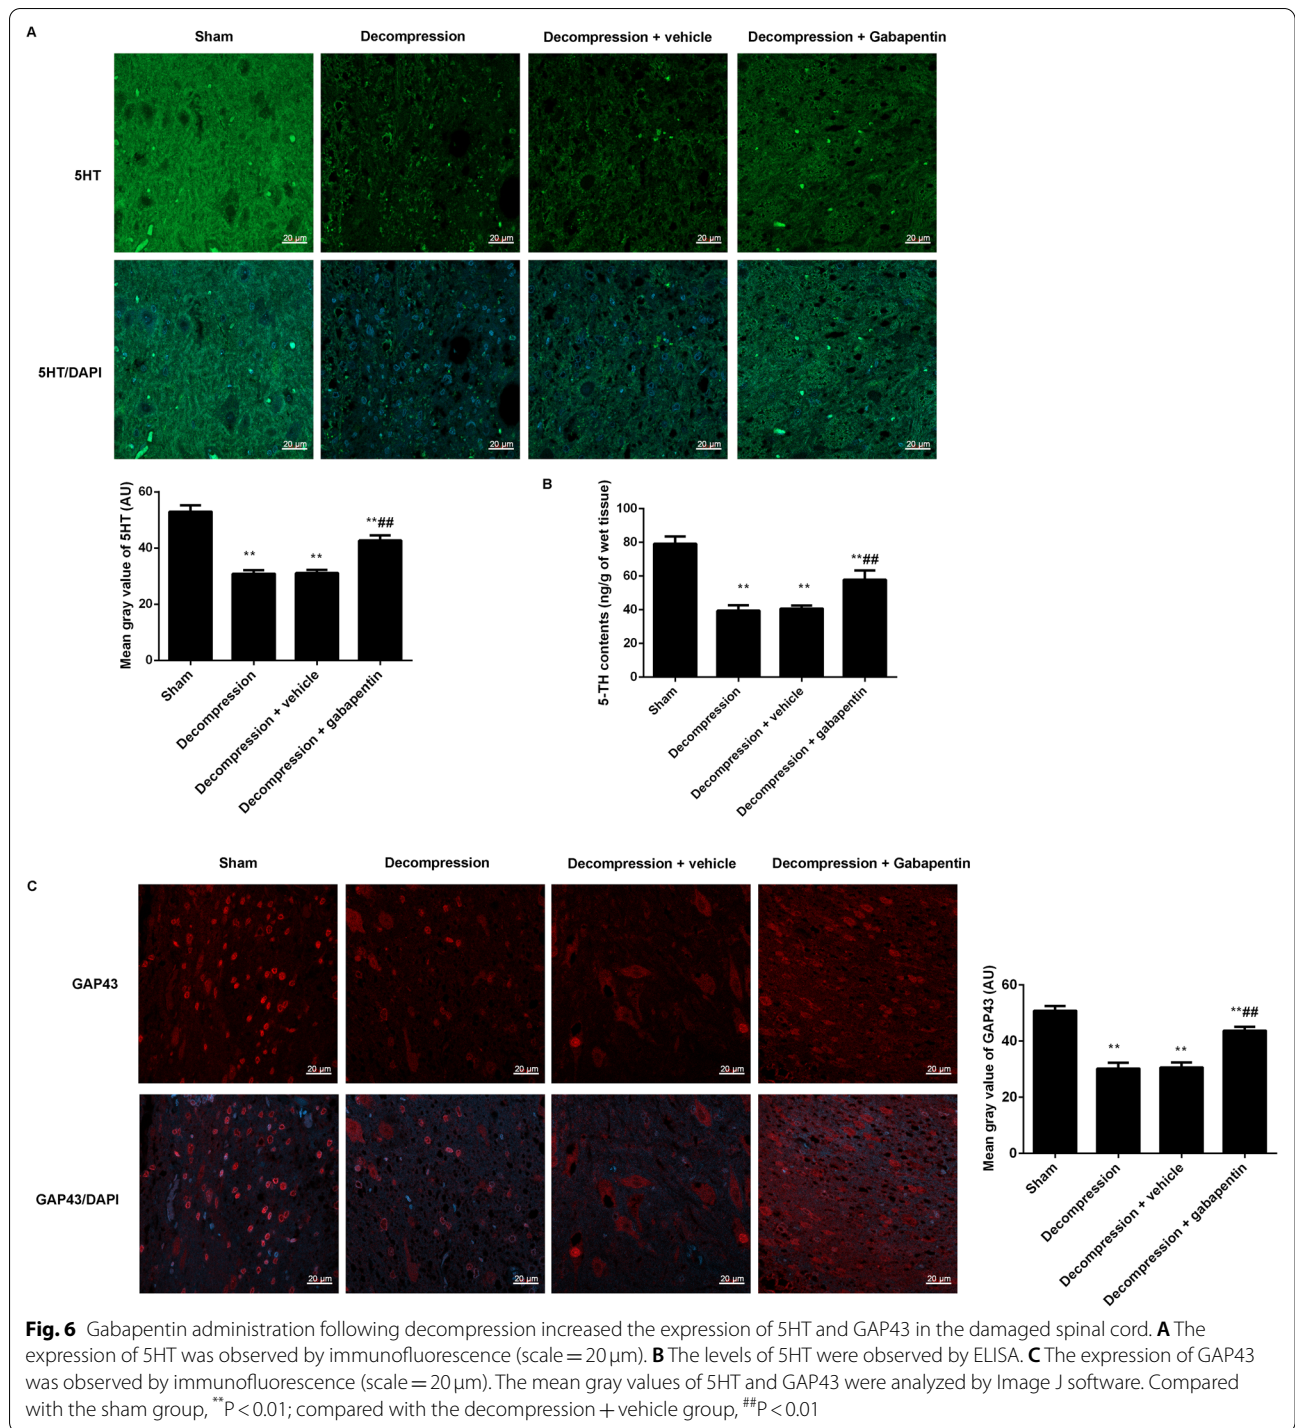 A
Sham Decompression Decompression + vehicle Decompression + Gabapentin
5HT
20 µm 20 µm 20 µm 20 µm
5HT/DAPI
20 µm 20 µm 20 µm 20 µm
Mean gray value of 5HT (AU)
60
40
20
0
** ** **##
Sham
Decompression
Decompression + vehicle
Decompression + gabapentin
B
5-TH contents (ng/g of wet tissue)
100
80
60
40
20
0
** ** **##
Sham
Decompression
Decompression + vehicle
Decompression + gabapentin
Sham Decompression Decompression + vehicle Decompression + Gabapentin
C
GAP43
20 µm 20 µm 20 µm 20 µm
GAP43/DAPI
20 µm 20 µm 20 µm 20 µm
Mean gray value of GAP43 (AU)
60
40
20
0
** ** **##
Sham
Decompression
Decompression + vehicle
Decompression + gabapentin
Fig. 6 Gabapentin administration following decompression increased the expression of 5HT and GAP43 in the damaged spinal cord. A The
expression of 5HT was observed by immunofluorescence (scale = 20 µm). B The levels of 5HT were observed by ELISA. C The expression of GAP43
was observed by immunofluorescence (scale = 20 µm). The mean gray values of 5HT and GAP43 were analyzed by Image J software. Compared
with the sham group, **P < 0.01; compared with the decompression + vehicle group, ##P < 0.01